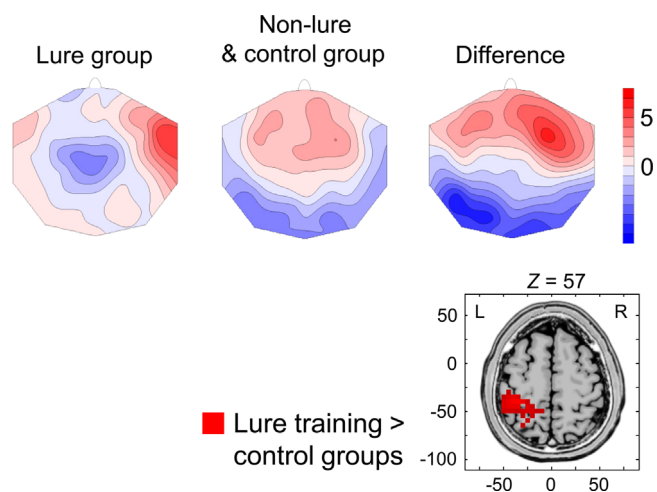 Lure group
Non-lure
& control group
Difference
5
0
Z = 57
50
L
R
0
-50
-100
-50
0
50
Lure training >
control groups